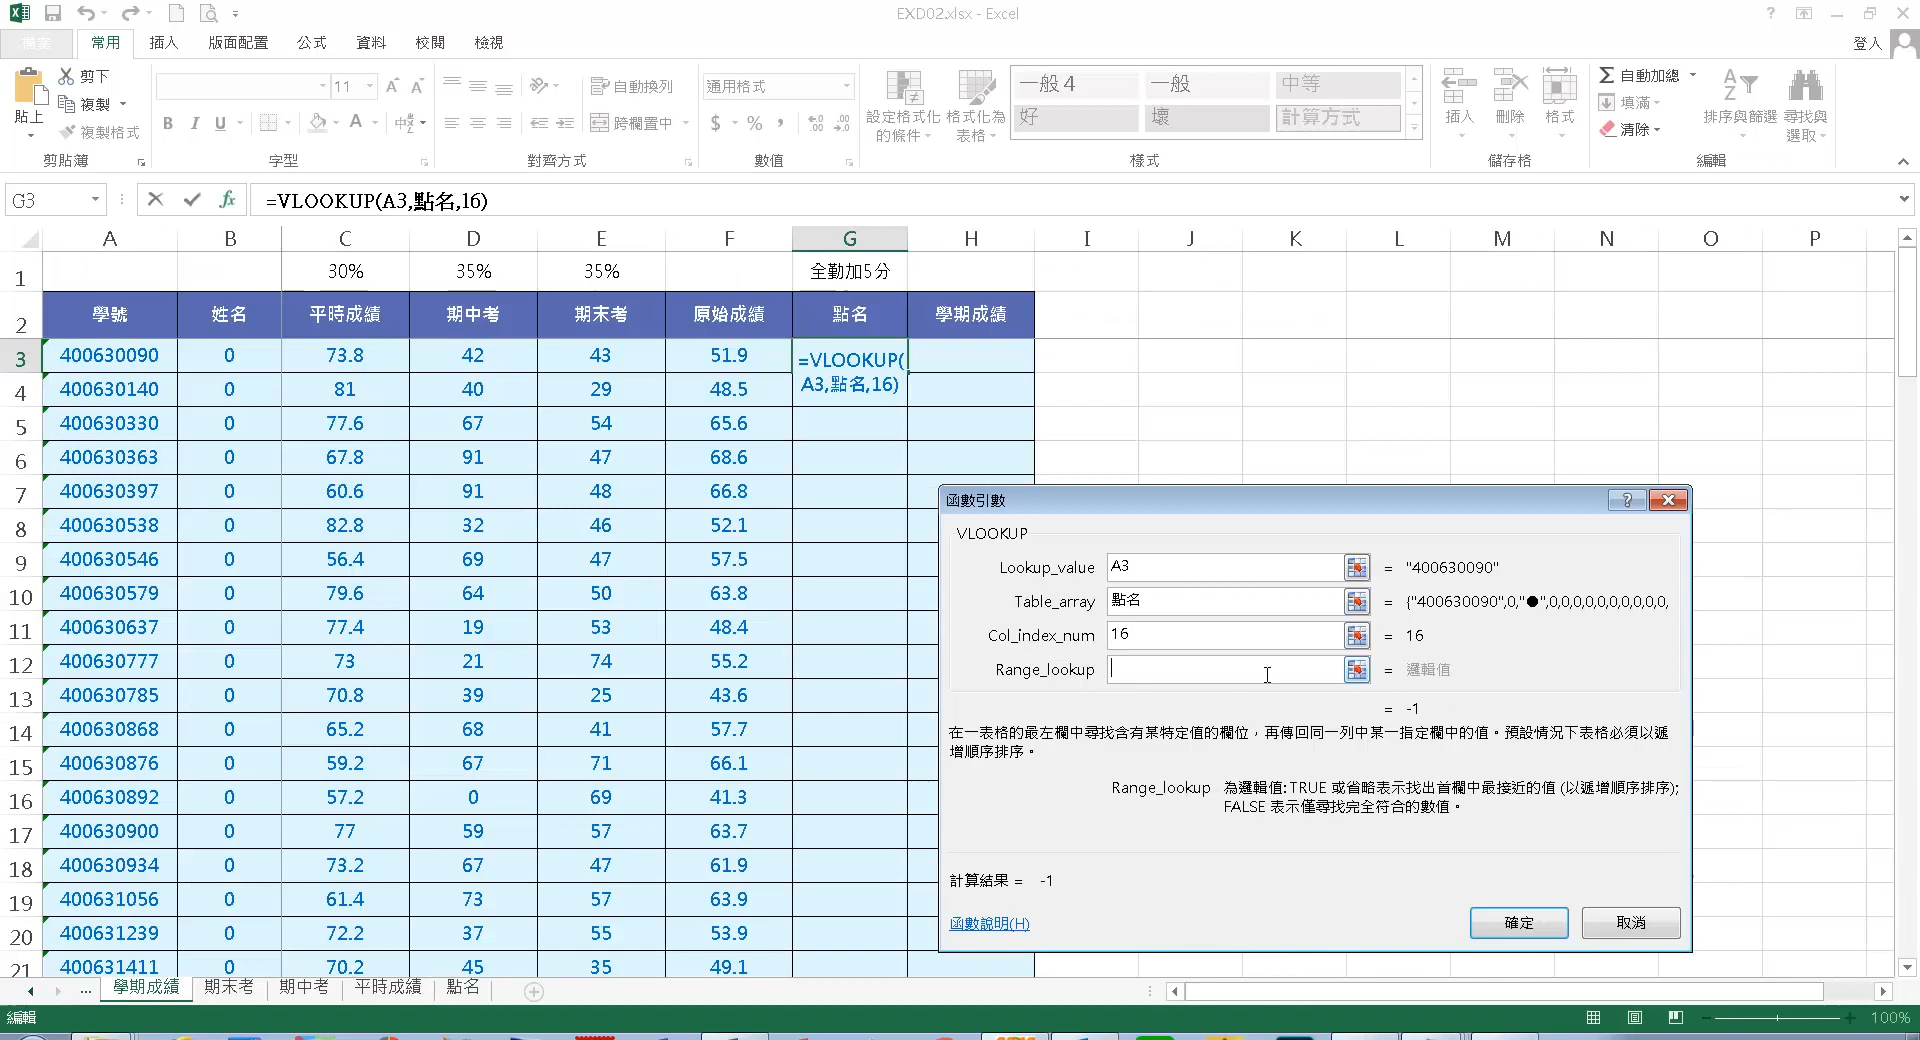 EXD02.xlsx - Excel
檔案 常用 插入 版面配置 公式 資料 校閱 檢視 登入
貼上 剪下 複製 複製格式 剪貼簿
11 B I U A 字型
自動換列 跨欄置中 對齊方式
通用格式 $ % 數值
設定格式化的條件 格式化為表格
一般 4 一般 中等
好 壞 計算方式
樣式
插入 刪除 格式 儲存格
自動加總 填滿 清除 排序與篩選 尋找與選取 編輯
G3 fx =VLOOKUP(A3,點名,16)
A B C D E F G H I J K L M N O P
1 30% 35% 35% 全勤加5分
2 學號 姓名 平時成績 期中考 期末考 原始成績 點名 學期成績
3 400630090 0 73.8 42 43 51.9 =VLOOKUP(A3,點名,16)
4 400630140 0 81 40 29 48.5
5 400630330 0 77.6 67 54 65.6
6 400630363 0 67.8 91 47 68.6
7 400630397 0 60.6 91 48 66.8
8 400630538 0 82.8 32 46 52.1
9 400630546 0 56.4 69 47 57.5
10 400630579 0 79.6 64 50 63.8
11 400630637 0 77.4 19 53 48.4
12 400630777 0 73 21 74 55.2
13 400630785 0 70.8 39 25 43.6
14 400630868 0 65.2 68 41 57.7
15 400630876 0 59.2 67 71 66.1
16 400630892 0 57.2 0 69 41.3
17 400630900 0 77 59 57 63.7
18 400630934 0 73.2 67 47 61.9
19 400631056 0 61.4 73 57 63.9
20 400631239 0 72.2 37 55 53.9
21 400631411 0 70.2 45 35 49.1
函數引數
VLOOKUP
Lookup_value A3 = "400630090"
Table_array 點名 = {"400630090",0,"●",0,0,0,0,0,0,0,0,0,0,
Col_index_num 16 = 16
Range_lookup = 邏輯值
= -1
在一表格的最左欄中尋找含有某特定值的欄位，再傳回同一列中某一指定欄中的值。預設情況下表格必須以遞
增順序排序。
Range_lookup 為邏輯值: TRUE 或省略表示找出首欄中最接近的值 (以遞增順序排序);
FALSE 表示僅尋找完全符合的數值。
計算結果 = -1
函數說明(H) 確定 取消
... 學期成績 期末考 期中考 平時成績 點名
編輯 100%